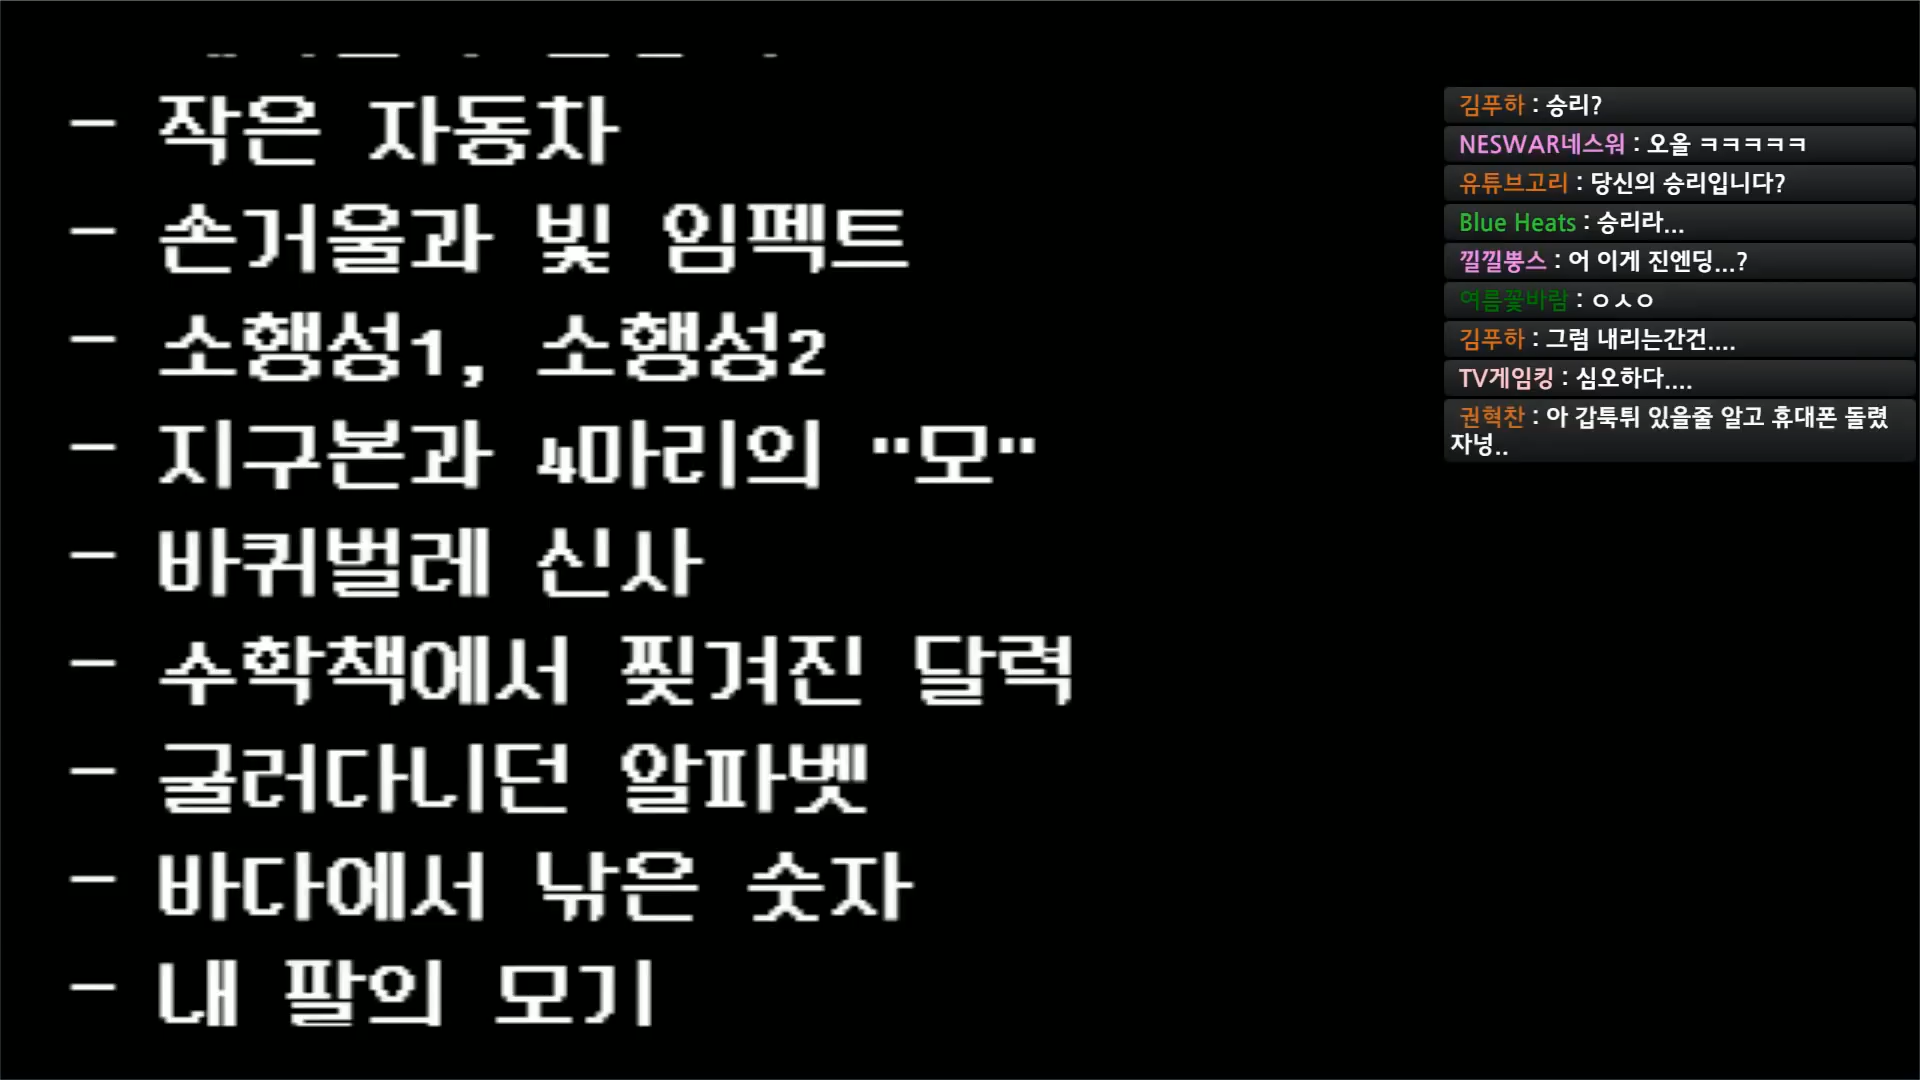 - 작은 자동차
- 손거울과 빛 임펙트
- 소행성1, 소행성2
- 지구본과 4마리의 "모"
- 바퀴벌레 신사
- 수학책에서 찢겨진 달력
- 굴러다니던 알파벳
- 바다에서 낚은 숫자
- 내 팔의 모기
김푸하 : 승리?
NESWAR네스워 : 오올 ㅋㅋㅋㅋㅋ
유튜브고리 : 당신의 승리입니다?
Blue Heats : 승리라...
낄낄뿡스 : 어 이게 진엔딩...?
여름꽃바람 : ㅇㅅㅇ
김푸하 : 그럼 내리는간건....
TV게임킹 : 심오하다....
권혁찬 : 아 갑툭튀 있을줄 알고 휴대폰 돌렸
자넝..